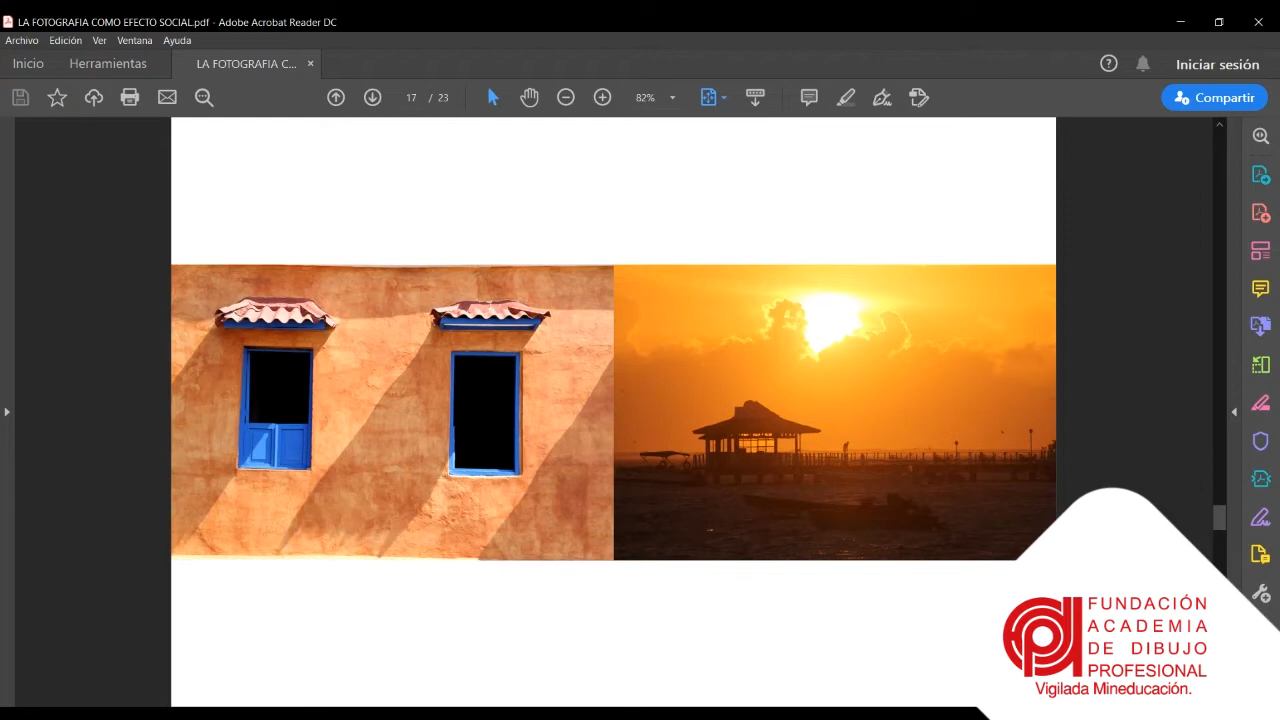 LA FOTOGRAFIA COMO EFECTO SOCIAL.pdf - Adobe Acrobat Reader DC
Archivo Edición Ver Ventana Ayuda
Inicio Herramientas LA FOTOGRAFIA C... × Iniciar sesión
17 / 23 82% Compartir
FUNDACIÓN
ACADEMIA
DE DIBUJO
PROFESIONAL
Vigilada Mineducación.